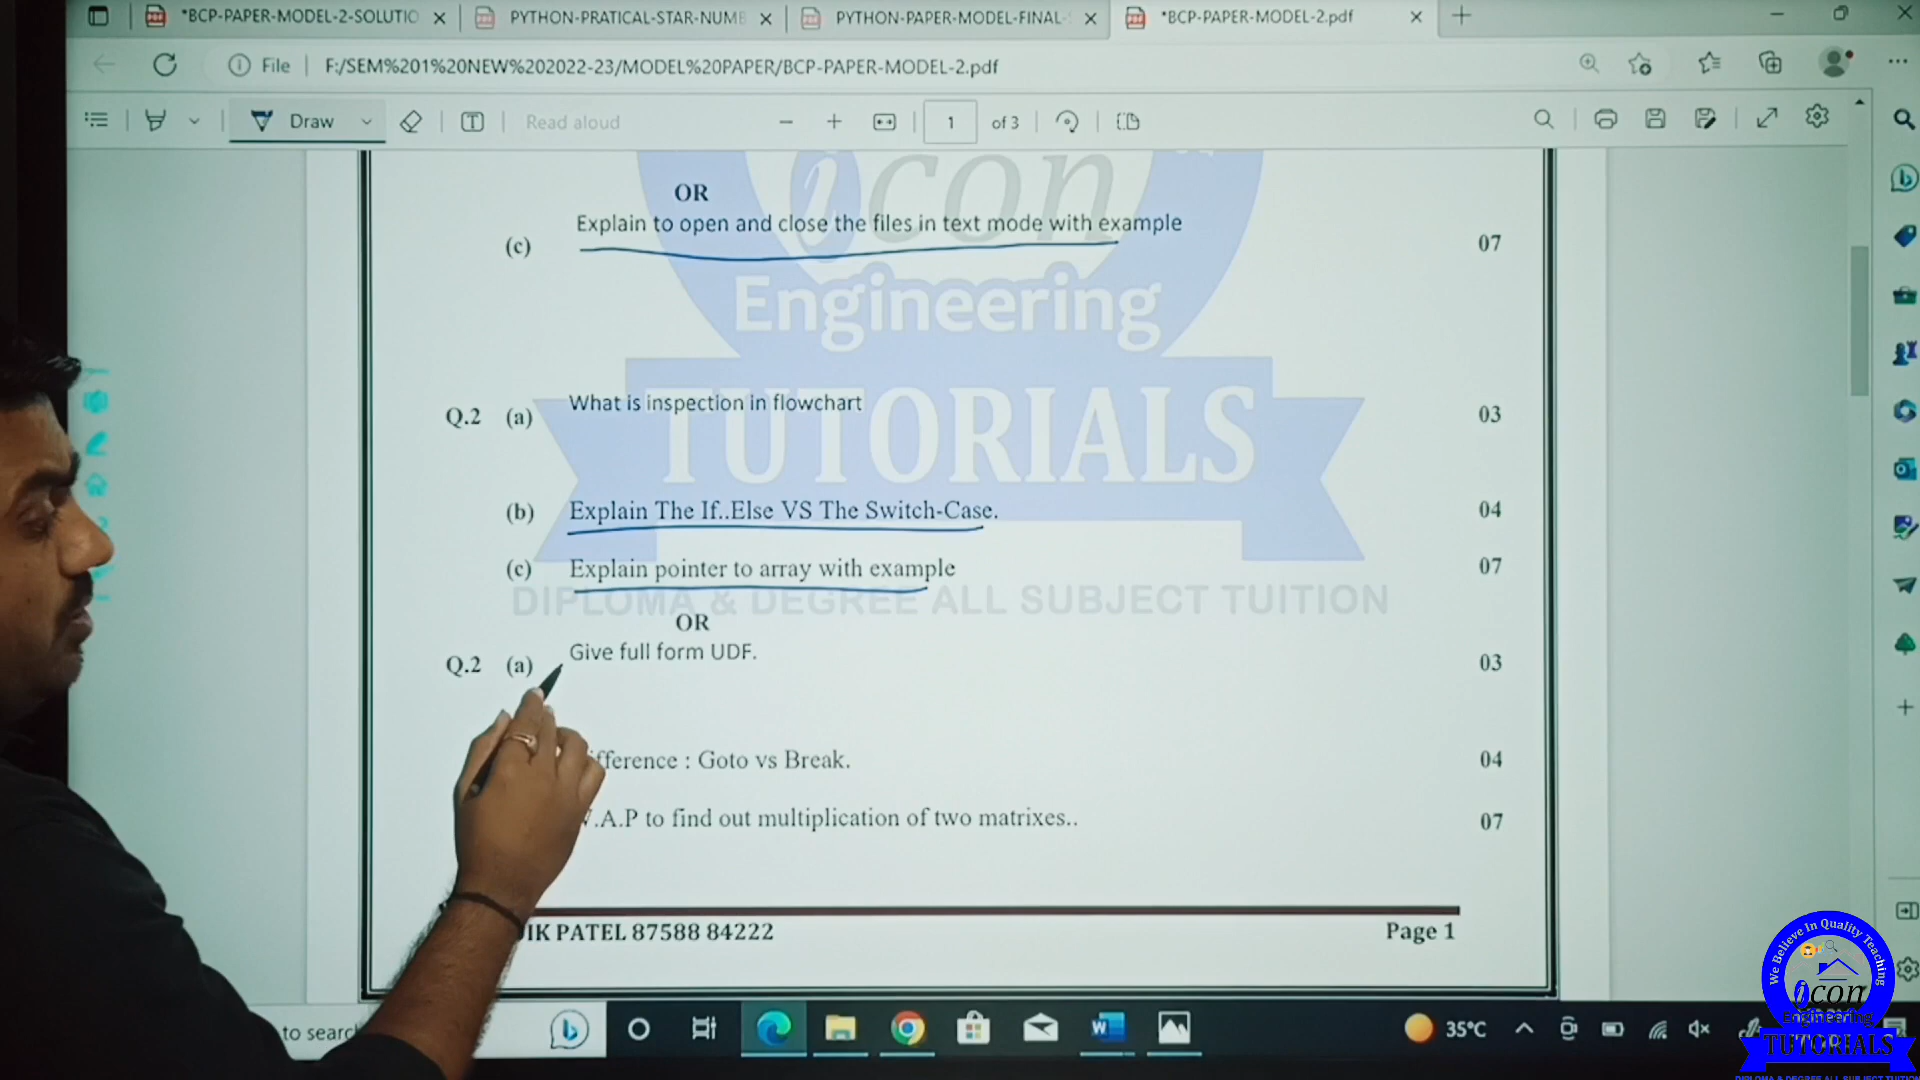 *BCP-PAPER-MODEL-2-SOLUTIO
PYTHON-PRATICAL-STAR-NUMB
PYTHON-PAPER-MODEL-FINAL-
*BCP-PAPER-MODEL-2.pdf
File
F:/SEM%201%20NEW%202022-23/MODEL%20PAPER/BCP-PAPER-MODEL-2.pdf
Draw
Read aloud
1 of 3
icon
Engineering
TUTORIALS
DIPLOMA & DEGREE ALL SUBJECT TUITION
OR
(c) Explain to open and close the files in text mode with example 07
Q.2 (a) What is inspection in flowchart 03
(b) Explain The If..Else VS The Switch-Case. 04
(c) Explain pointer to array with example 07
OR
Q.2 (a) Give full form UDF. 03
fference : Goto vs Break. 04
.A.P to find out multiplication of two matrixes.. 07
IK PATEL 87588 84222 Page 1
to searc
35°C
We Believe In Quality Teaching
icon
Engineering
TUTORIALS
DIPLOMA & DEGREE ALL SUBJECT TUITION